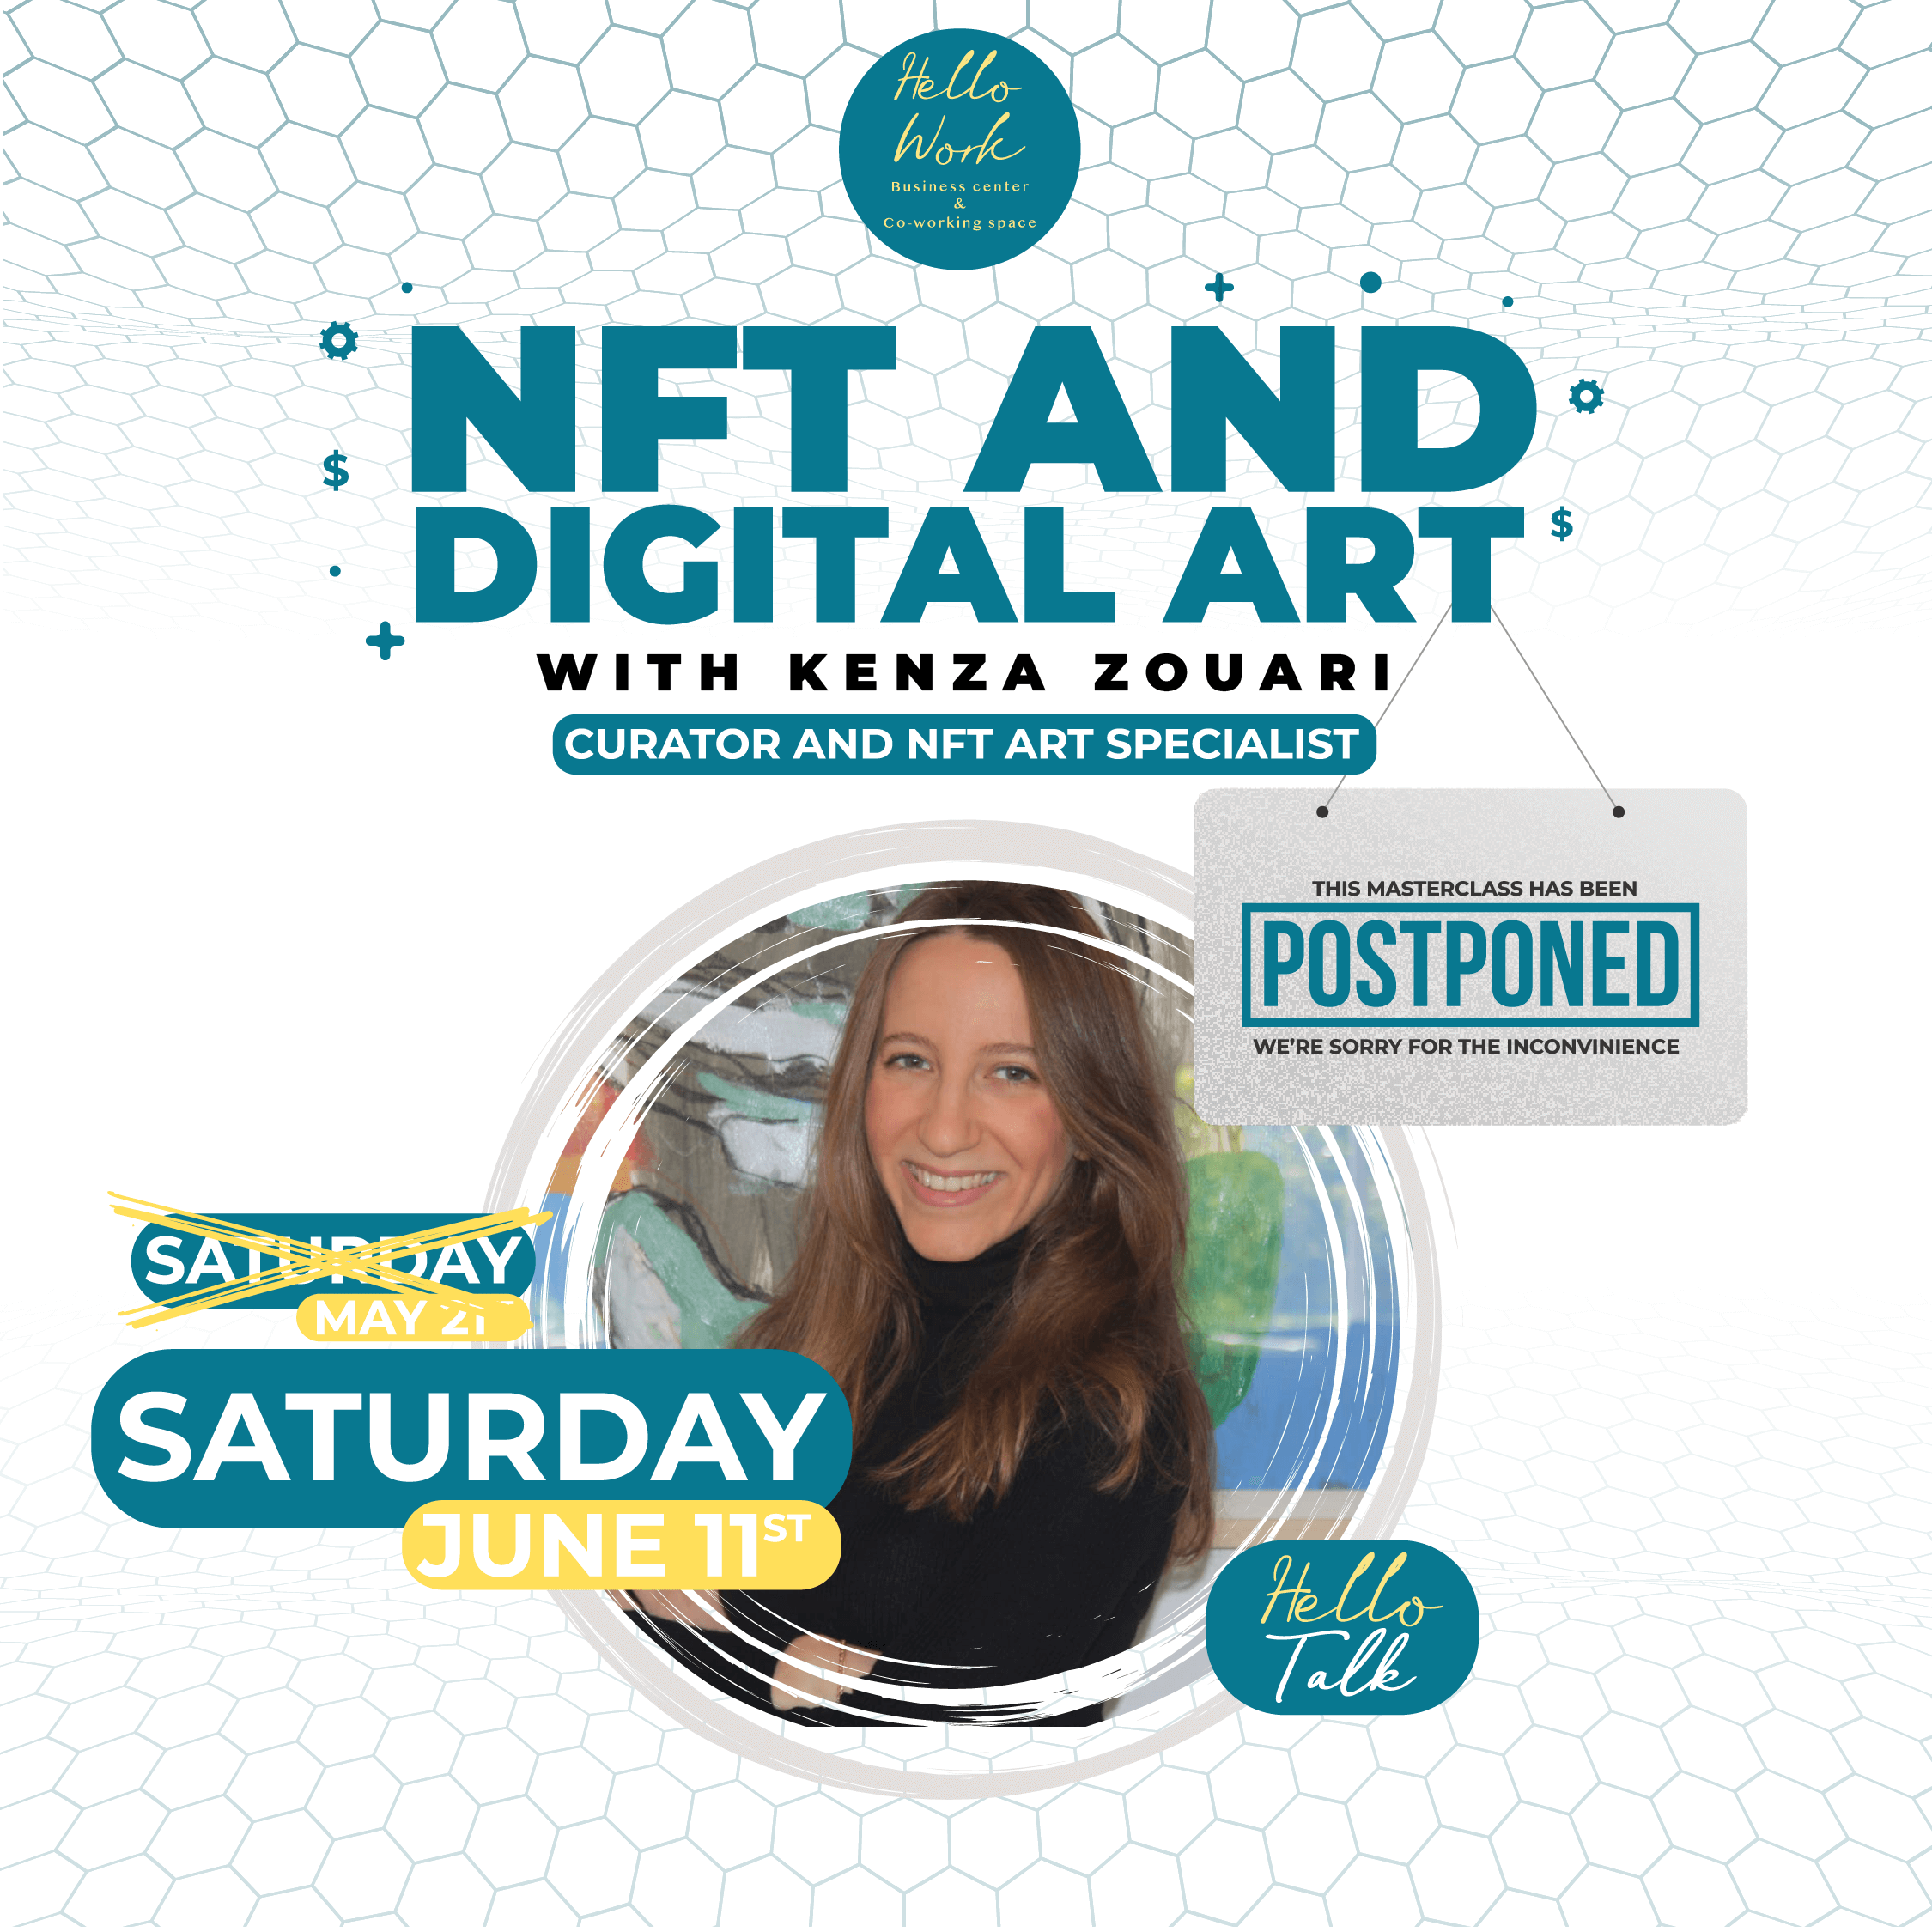 Hello
Work
Business center
&
Co-working space
NFT AND
$
DIGITAL ART
$
WITH KENZA ZOUARI
CURATOR AND NFT ART SPECIALIST
THIS MASTERCLASS HAS BEEN
POSTPONED
WE'RE SORRY FOR THE INCONVINIENCE
SATURDAY
MAY 21
SATURDAY
JUNE 11ST
Hello
Talk